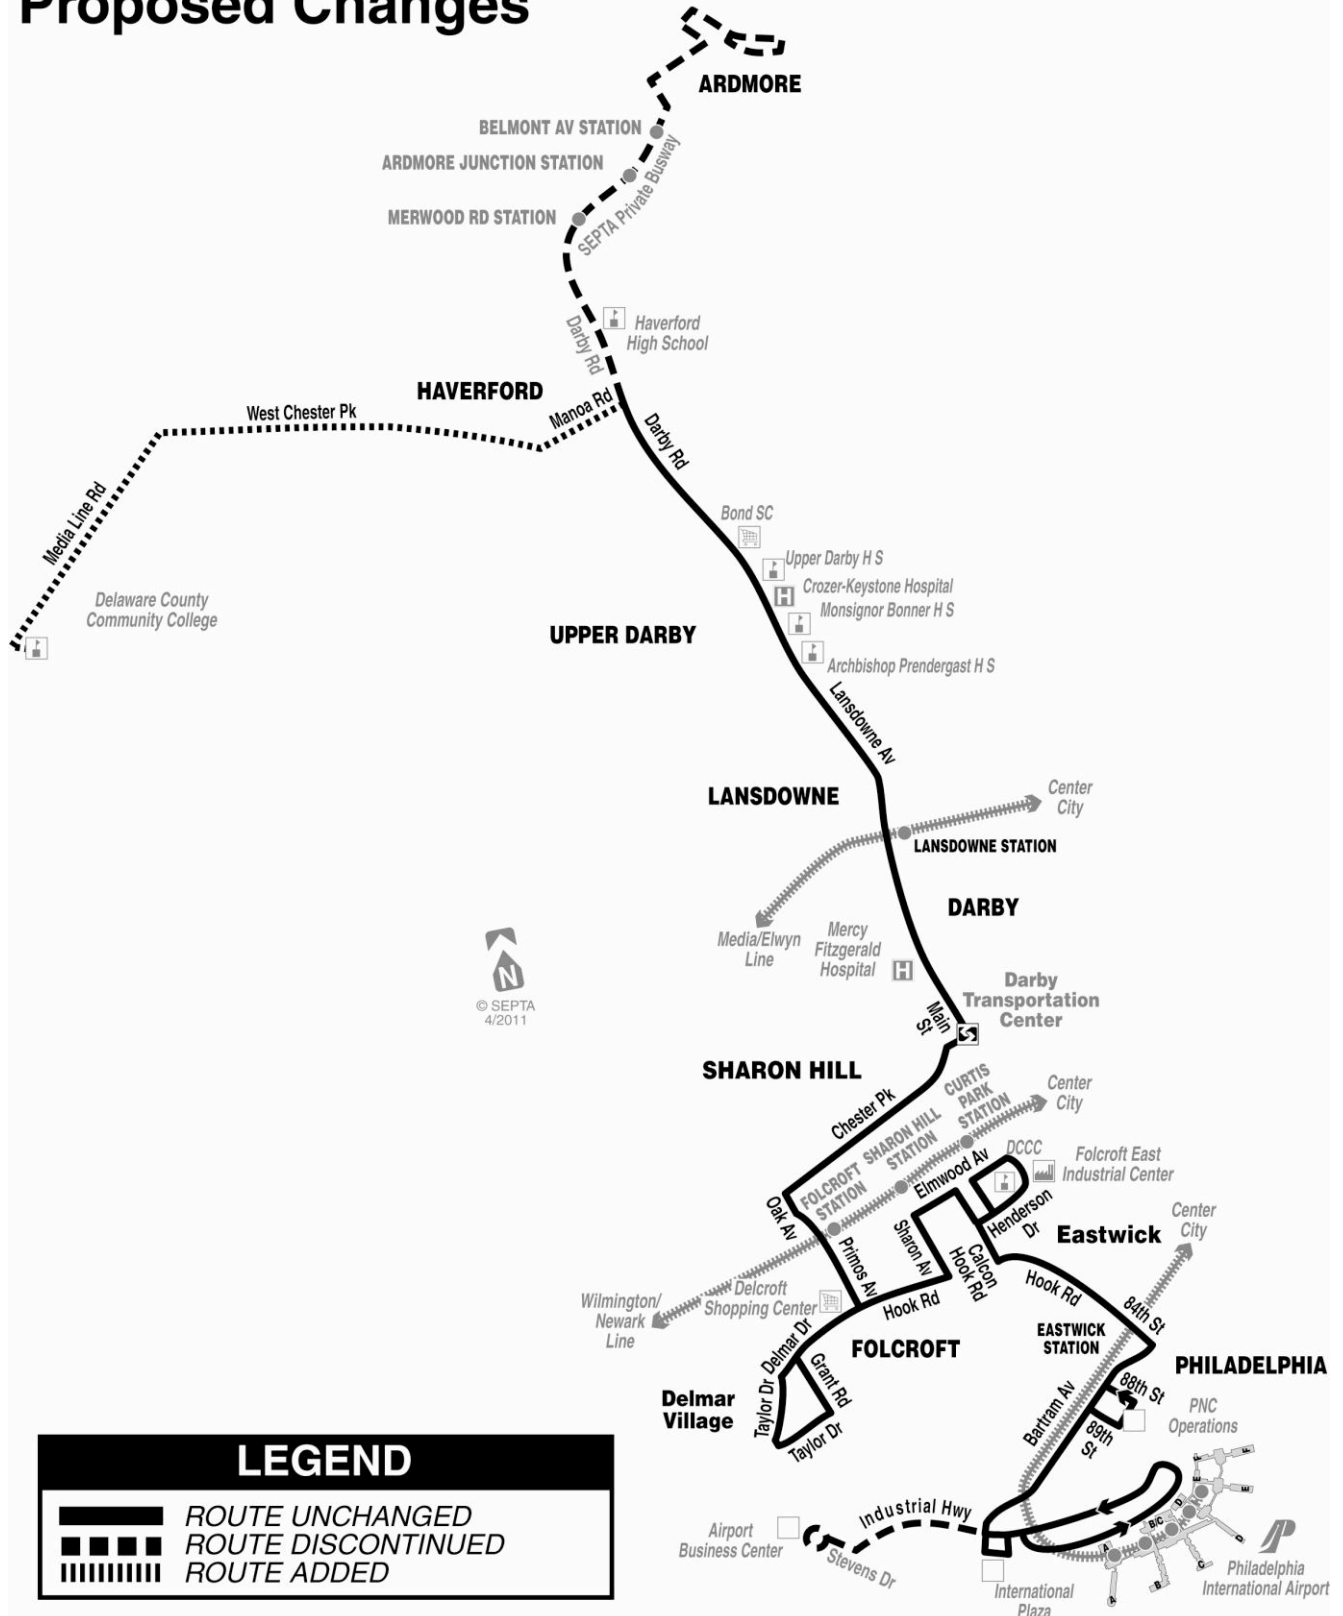 Proposed Changes
ARDMORE
BELMONT AV STATION
ARDMORE JUNCTION STATION
SEPTA Private Busway
MERWOOD RD STATION
Haverford
High School
Darby Rd
HAVERFORD
Manoa Rd
West Chester Pk
Darby Rd
Media Line Rd
Bond SC
Upper Darby H S
Crozer-Keystone Hospital
Monsignor Bonner H S
Delaware County
Community College
UPPER DARBY
Archbishop Prendergast H S
Lansdowne Av
LANSDOWNE
Center
City
LANSDOWNE STATION
DARBY
Media/Elwyn
Line
Mercy
Fitzgerald
Hospital
H
N
© SEPTA
4/2011
Darby
Transportation
Center
Main
St
SHARON HILL
CURTIS
PARK
STATION
Center
City
Chester Pk
SHARON HILL
STATION
FOLCROFT
STATION
Elmwood Av
DCCC
Folcroft East
Industrial Center
Oak Av
Henderson
Dr
Center
City
Eastwick
Primos Av
Sharon Av
Calcon
Hook Rd
Hook Rd
Delcroft
Shopping Center
Hook Rd
84th St
Wilmington/
Newark
Line
Delmar Dr
FOLCROFT
EASTWICK
STATION
PHILADELPHIA
Grant Rd
Taylor Dr
Delmar
Village
Taylor Dr
88th St
PNC
Operations
89th
St
Bartram Av
Industrial Hwy
Airport
Business Center
Stevens Dr
International
Plaza
A
B/C
D
E
F
A
B
C
D
E
F
Philadelphia
International Airport
LEGEND
ROUTE UNCHANGED
ROUTE DISCONTINUED
ROUTE ADDED